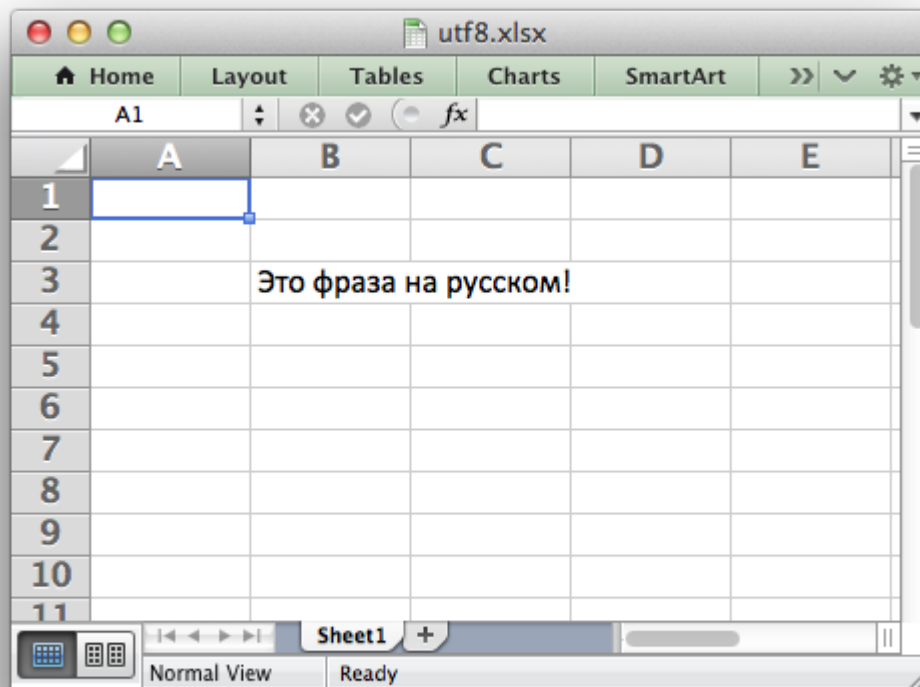 utf8.xlsx
Home Layout Tables Charts SmartArt
A1 fx
A B C D E
1
2
3 Это фраза на русском!
4
5
6
7
8
9
10
11
Sheet1 +
Normal View Ready